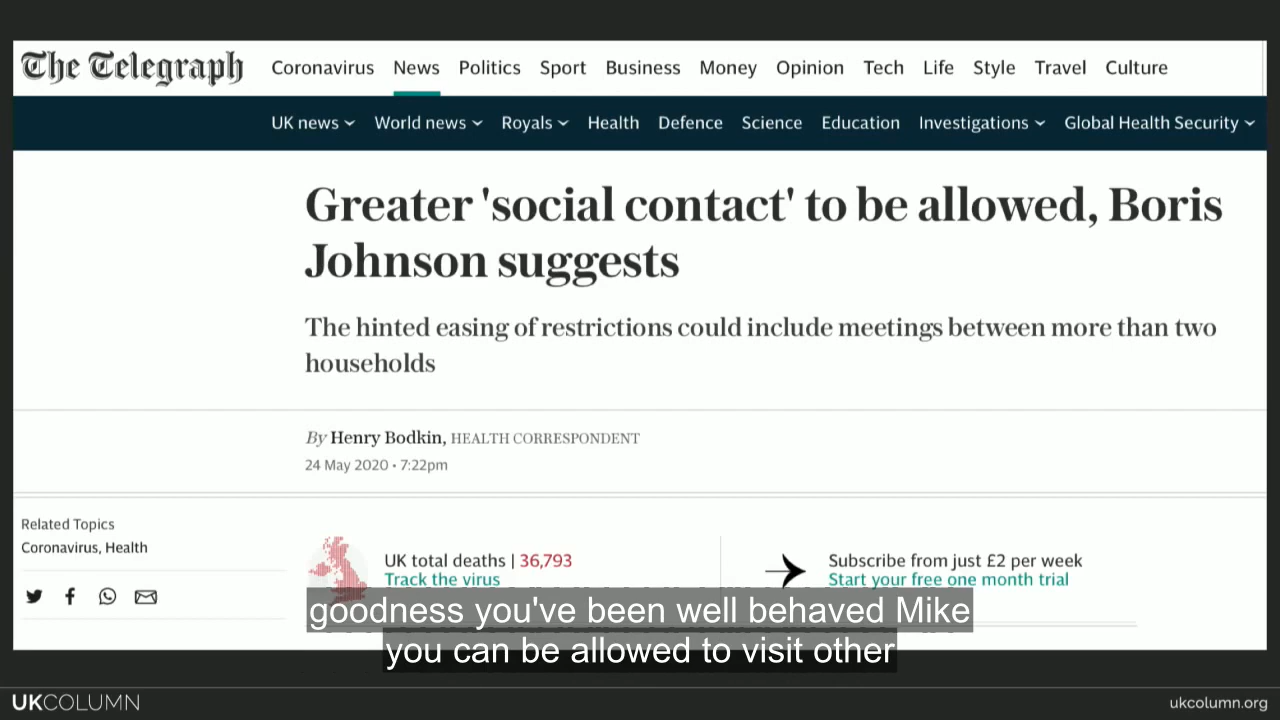 The Telegraph
Coronavirus News Politics Sport Business Money Opinion Tech Life Style Travel Culture
UK news World news Royals Health Defence Science Education Investigations Global Health Security
Greater 'social contact' to be allowed, Boris
Johnson suggests
The hinted easing of restrictions could include meetings between more than two
households
By Henry Bodkin, HEALTH CORRESPONDENT
24 May 2020 • 7:22pm
Related Topics
Coronavirus, Health
UK total deaths | 36,793
Track the virus
Subscribe from just £2 per week
Start your free one month trial
goodness you've been well behaved Mike
you can be allowed to visit other
UKCOLUMN
ukcolumn.org